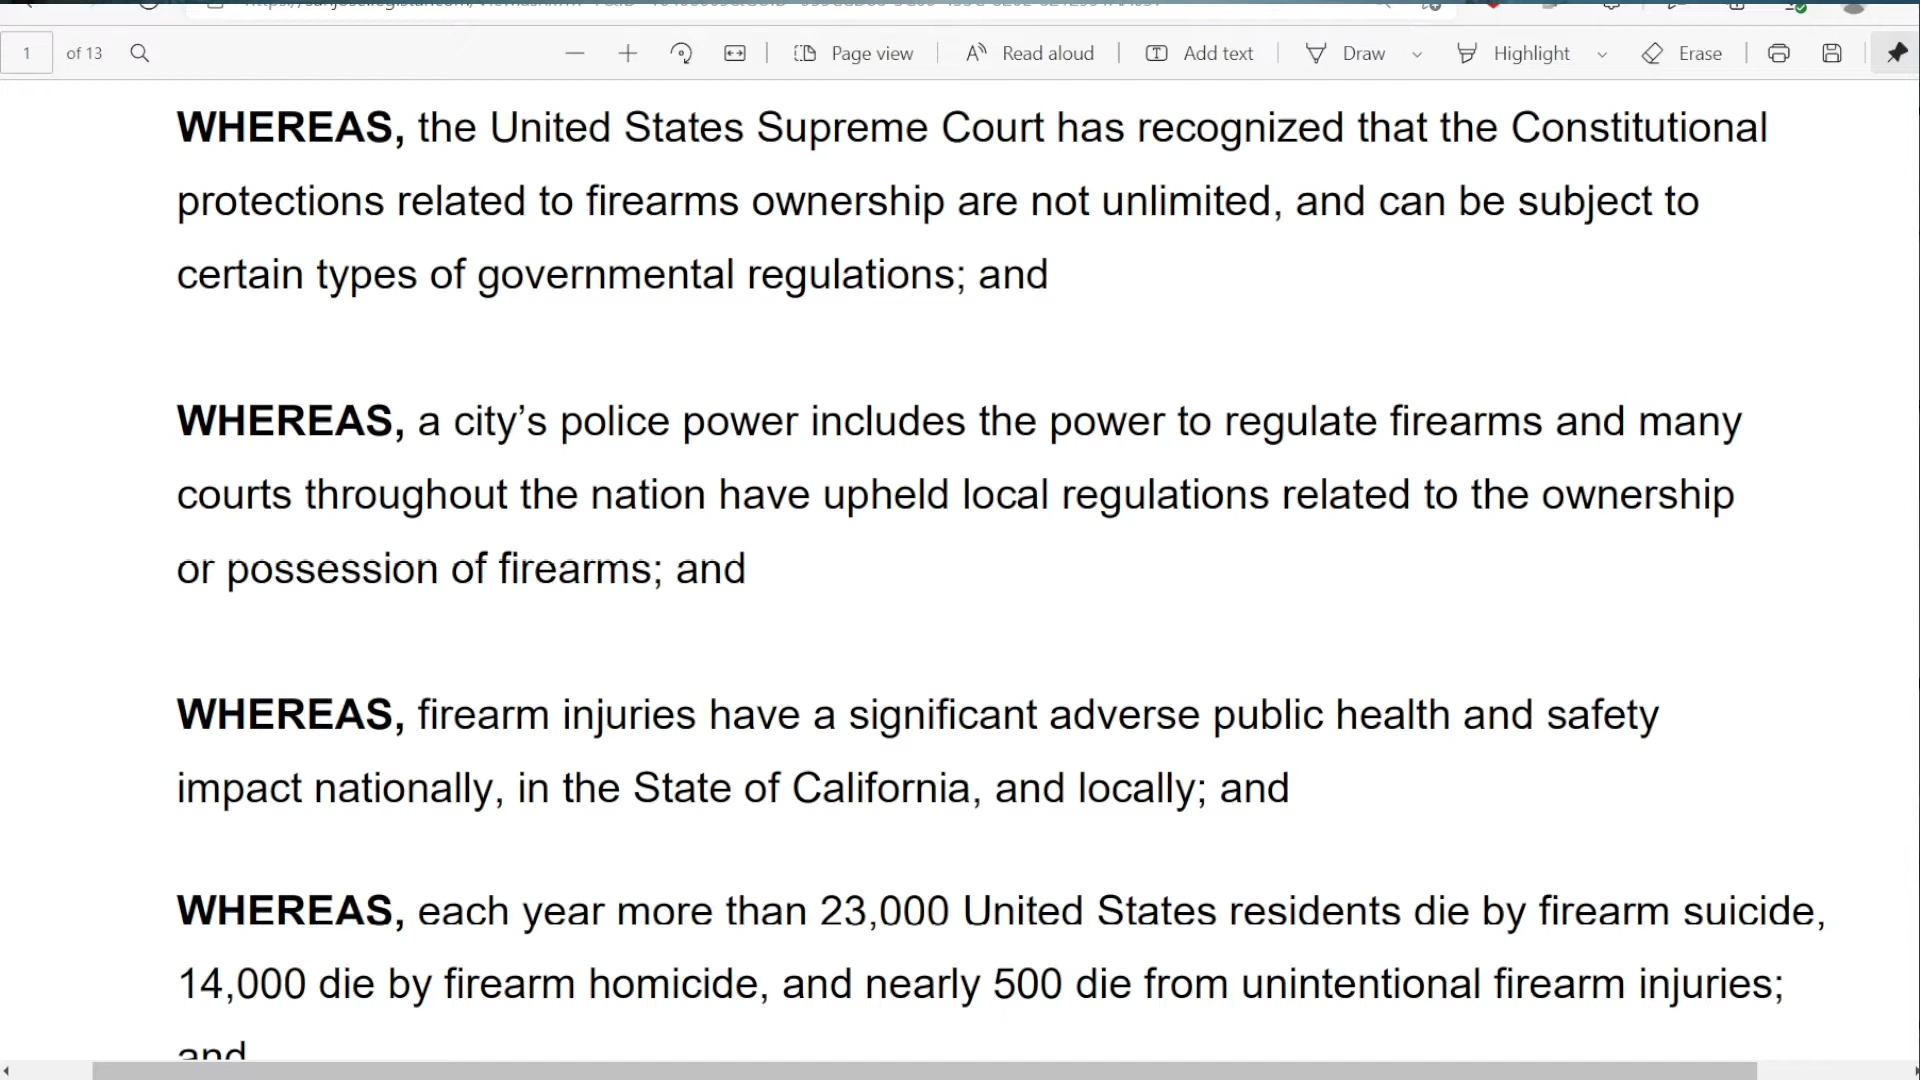 1 of 13 Page view Read aloud Add text Draw Highlight Erase
WHEREAS, the United States Supreme Court has recognized that the Constitutional
protections related to firearms ownership are not unlimited, and can be subject to
certain types of governmental regulations; and
WHEREAS, a city’s police power includes the power to regulate firearms and many
courts throughout the nation have upheld local regulations related to the ownership
or possession of firearms; and
WHEREAS, firearm injuries have a significant adverse public health and safety
impact nationally, in the State of California, and locally; and
WHEREAS, each year more than 23,000 United States residents die by firearm suicide,
14,000 die by firearm homicide, and nearly 500 die from unintentional firearm injuries;
and